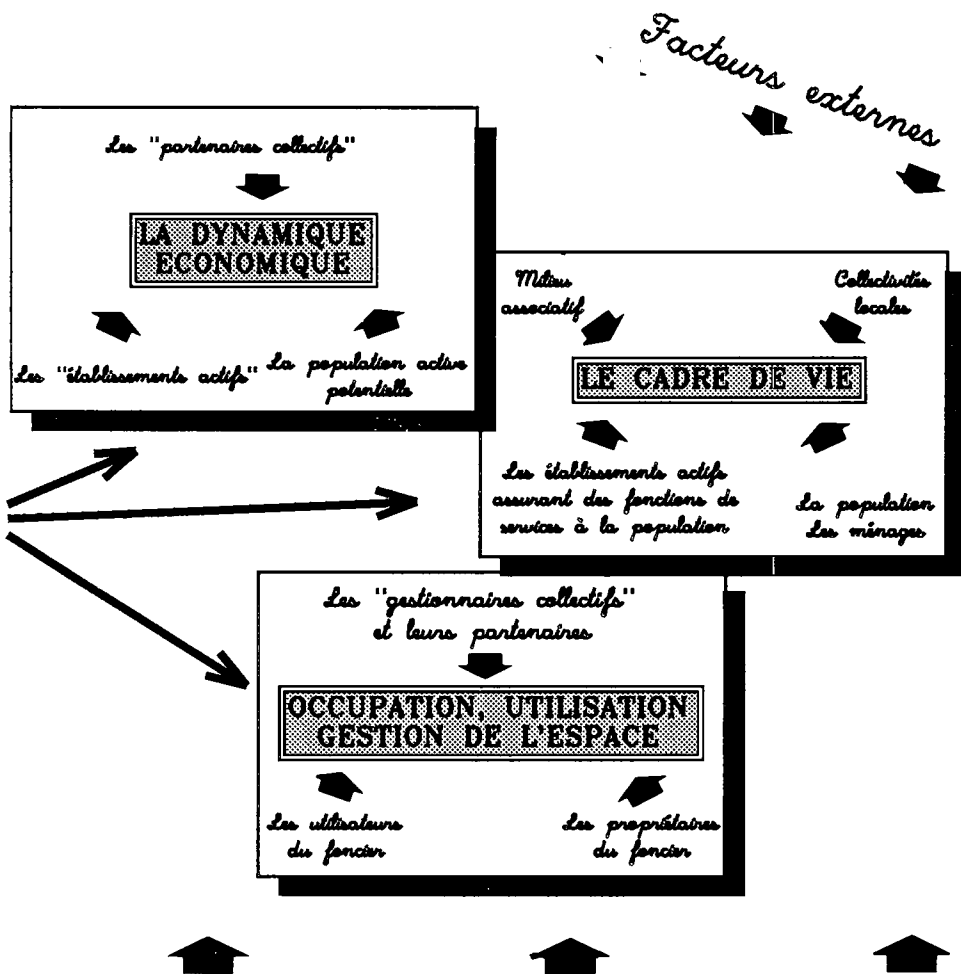 Facteurs externes
Les "partenaires collectifs"
LA DYNAMIQUE
ECONOMIQUE
Les "établissements actifs"
La population active
potentielle
Milieu
associatif
Collectivités
locales
LE CADRE DE VIE
Les établissements actifs
assurant des fonctions de
services à la population
La population
Les ménages
Les "gestionnaires collectifs"
et leurs partenaires
OCCUPATION, UTILISATION
GESTION DE L'ESPACE
Les utilisateurs
du foncier
Les propriétaires
du foncier